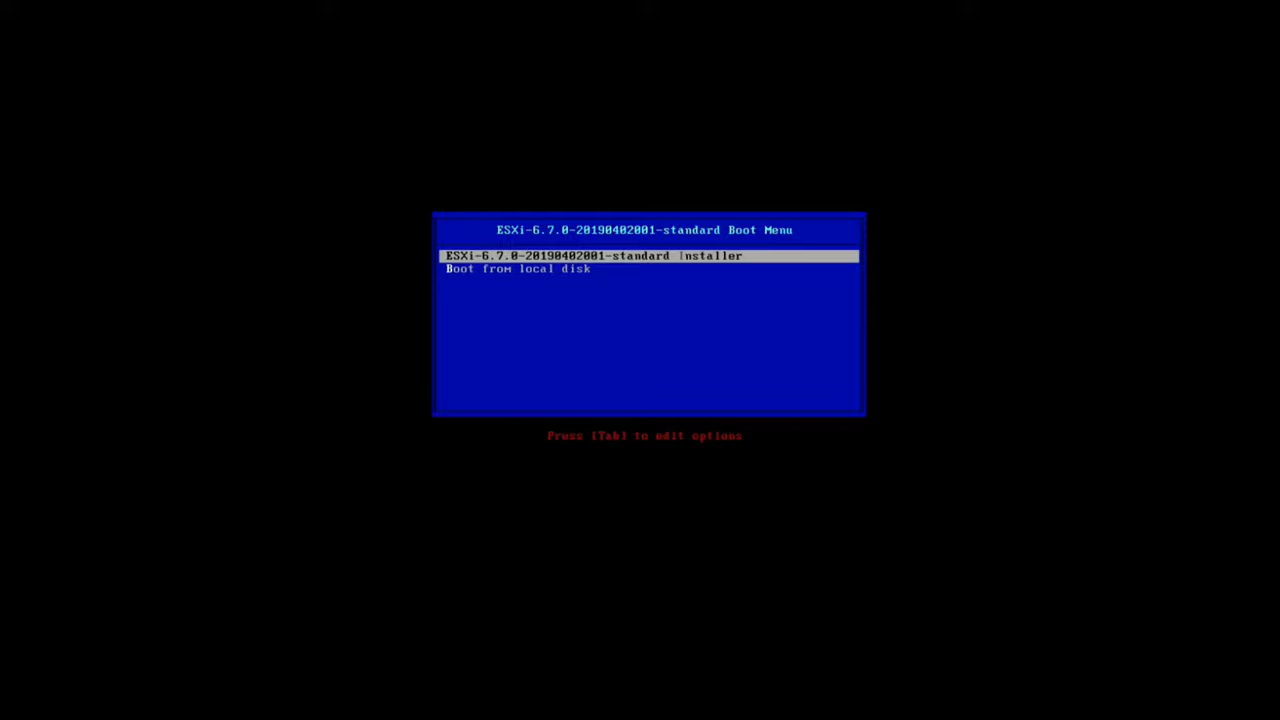 ESXi-6.7.0-20190402001-standard Boot Menu
ESXi-6.7.0-20190402001-standard Installer
Boot from local disk
Press [Tab] to edit options